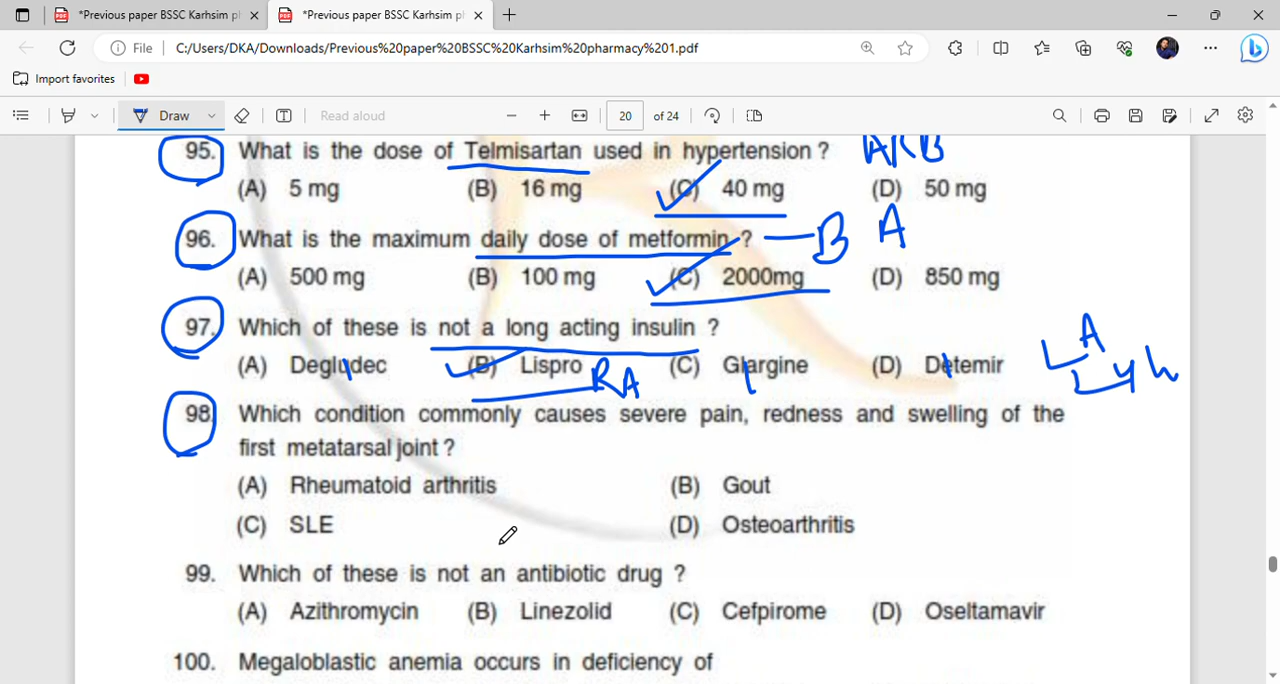 *Previous paper BSSC Karhsim ph
*Previous paper BSSC Karhsim ph
File C:/Users/DKA/Downloads/Previous%20paper%20BSSC%20Karhsim%20pharmacy%201.pdf
Import favorites
Draw Read aloud 20 of 24
95. What is the dose of Telmisartan used in hypertension ? ARB
(A) 5 mg (B) 16 mg (C) 40 mg (D) 50 mg
96. What is the maximum daily dose of metformin ? B A
(A) 500 mg (B) 100 mg (C) 2000mg (D) 850 mg
97. Which of these is not a long acting insulin ?
(A) Degludec (B) Lispro RA (C) Glargine (D) Detemir
98. Which condition commonly causes severe pain, redness and swelling of the
first metatarsal joint ?
(A) Rheumatoid arthritis (B) Gout
(C) SLE (D) Osteoarthritis
99. Which of these is not an antibiotic drug ?
(A) Azithromycin (B) Linezolid (C) Cefpirome (D) Oseltamavir
100. Megaloblastic anemia occurs in deficiency of